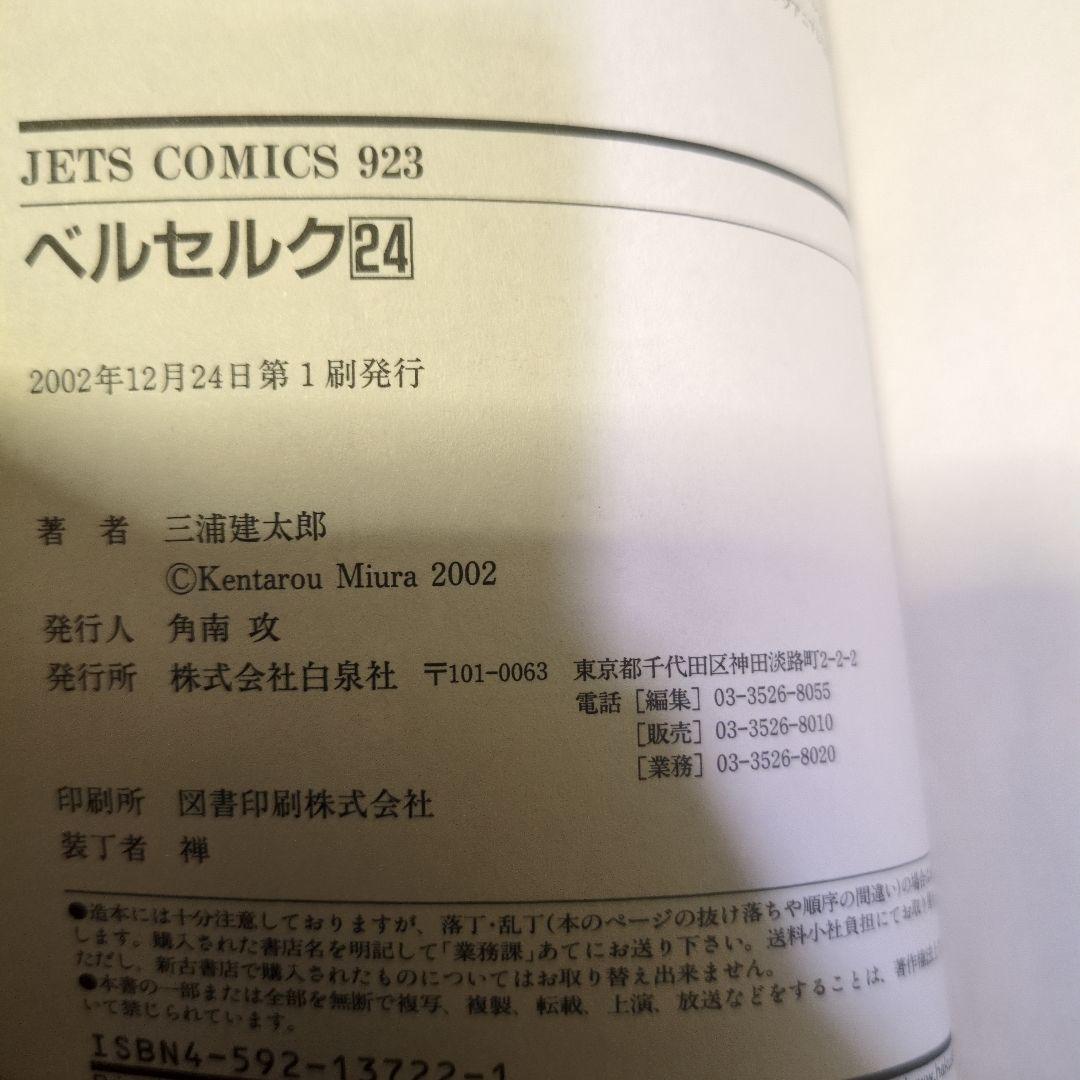 JETS COMICS 923
ベルセルク24
2002年12月24日第1刷発行
著 者 三浦建太郎
©Kentarou Miura 2002
発行人 角南 攻
発行所 株式会社白泉社 〒101-0063 東京都千代田区神田淡路町2-2-2
電話 [編集] 03-3526-8055
[販売] 03-3526-8010
[業務] 03-3526-8020
印刷所 図書印刷株式会社
装丁者 禅
●造本には十分注意しておりますが、落丁・乱丁(本のページの抜け落ちや順序の間違い)の場合
します。購入された書店名を明記して「業務課」あてにお送り下さい。送料小社負担にてお取り
ただし、新古書店で購入されたものについてはお取り替え出来ません。
●本書の一部または全部を無断で複写、複製、転載、上演、放送などをすることは、著作権法
いて禁じられています。
ISBN4-592-13722-1